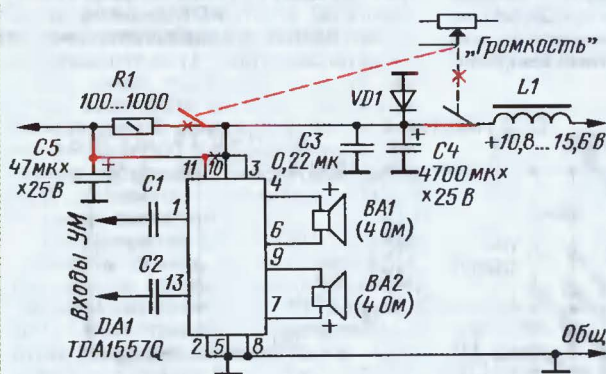 „Громкость"
R1
100...1000
VD1
L1
+10,8...15,6 В
C5
47мк×
×25 В
+
C3
0,22 мк
+
C4
4700мк×
×25 В
11
10
3
C1
1
4
+
BA1
(4 Ом)
6
Входы УМ
C2
13
9
BA2
(4 Ом)
7
+
DA1
TDA1557Q
2
5
8
Общ